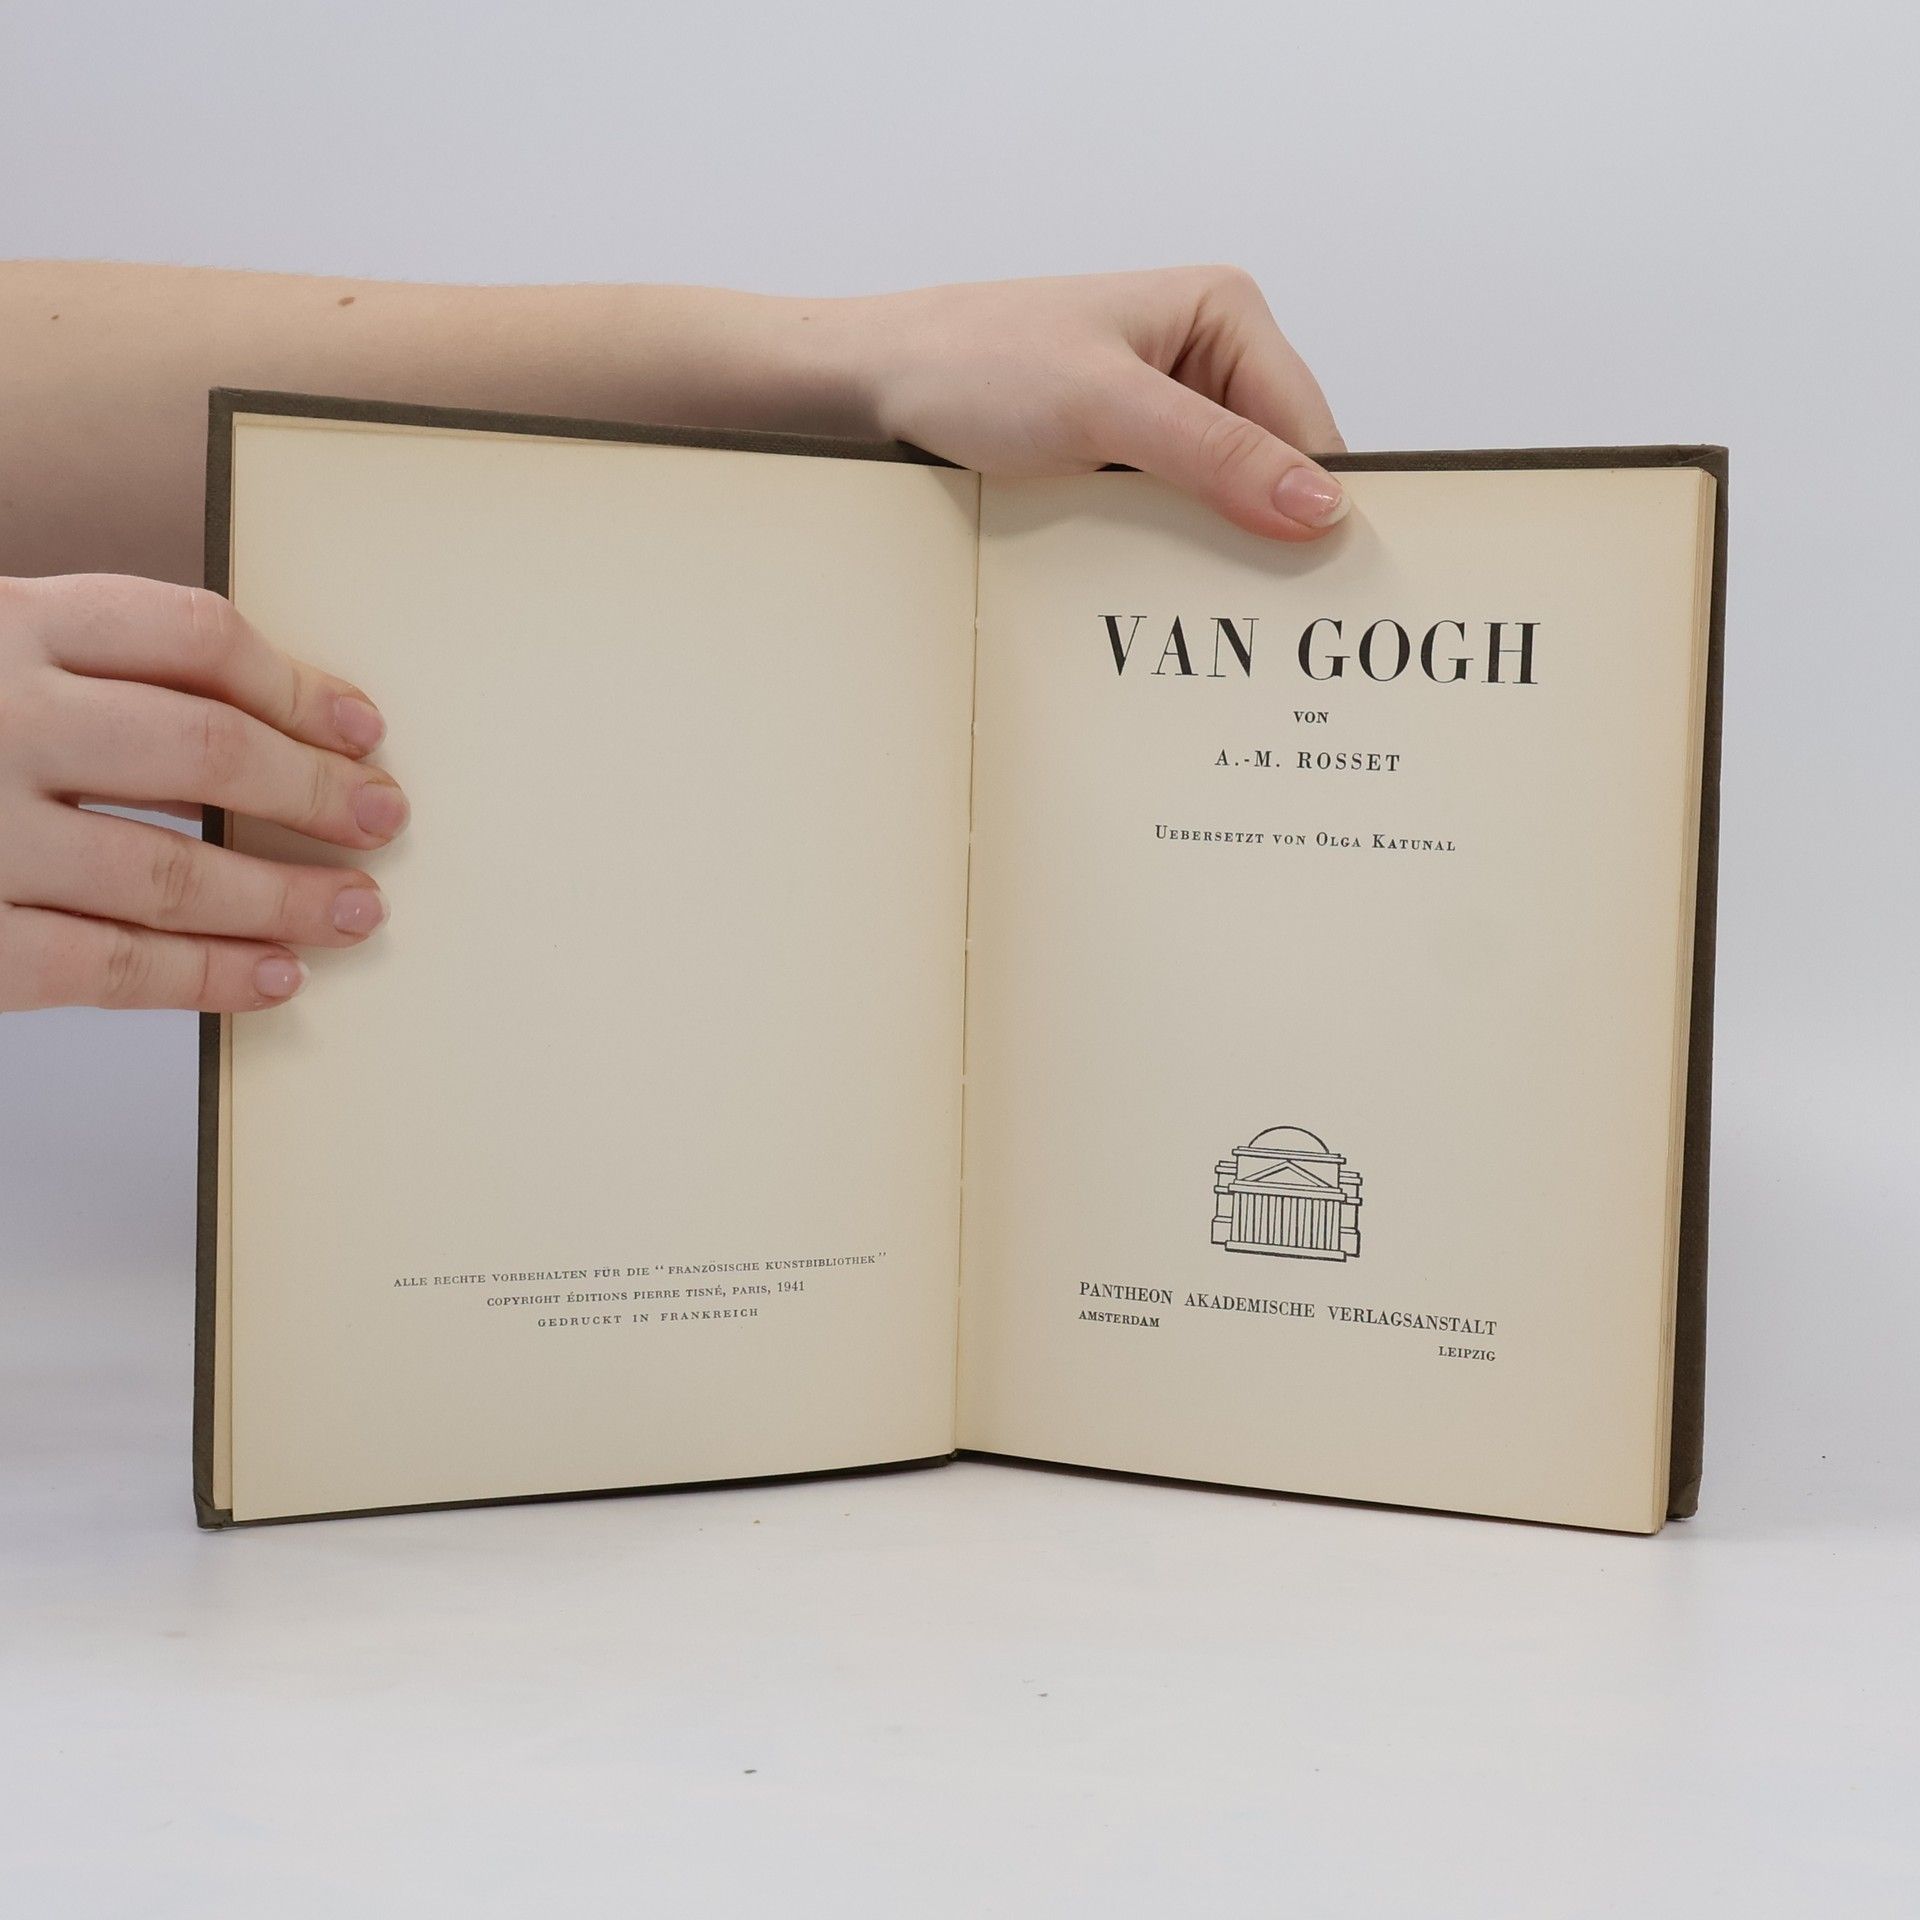 ALLE RECHTE VORBEHALTEN FÜR DIE “ FRANZÖSISCHE KUNSTBIBLIOTHEK ”
COPYRIGHT ÉDITIONS PIERRE TISNÉ, PARIS, 1941
GEDRUCKT IN FRANKREICH
VAN GOGH
VON
A.-M. ROSSET
UEBERSETZT VON OLGA KATUNAL
PANTHEON AKADEMISCHE VERLAGSANSTALT
AMSTERDAM
LEIPZIG